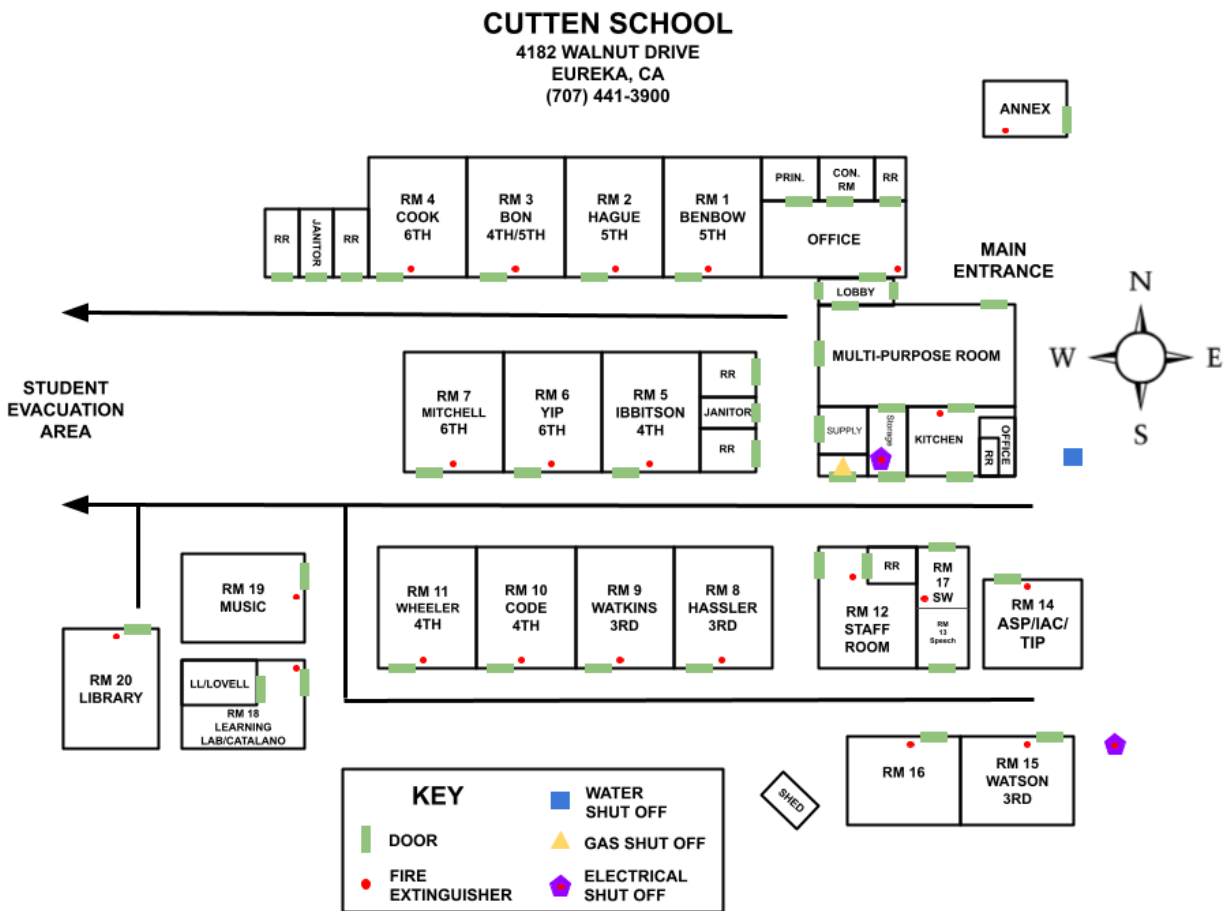 CUTTEN SCHOOL
4182 WALNUT DRIVE
EUREKA, CA
(707) 441-3900
ANNEX
RR
JANITOR
RR
RM 4
COOK
6TH
RM 3
BON
4TH/5TH
RM 2
HAGUE
5TH
RM 1
BENBOW
5TH
PRIN.
CON.
RM
RR
OFFICE
MAIN
ENTRANCE
LOBBY
N
W
E
S
MULTI-PURPOSE ROOM
STUDENT
EVACUATION
AREA
RM 7
MITCHELL
6TH
RM 6
YIP
6TH
RM 5
IBBITSON
4TH
RR
JANITOR
RR
SUPPLY
Storage
KITCHEN
OFFICE
RR
RM 19
MUSIC
RM 11
WHEELER
4TH
RM 10
CODE
4TH
RM 9
WATKINS
3RD
RM 8
HASSLER
3RD
RM 12
STAFF
ROOM
RR
RM
17
SW
RM
13
Speech
RM 14
ASP/IAC/
TIP
RM 20
LIBRARY
LL/LOVELL
RM 18
LEARNING
LAB/CATALANO
SHED
RM 16
RM 15
WATSON
3RD
KEY
DOOR
FIRE
EXTINGUISHER
WATER
SHUT OFF
GAS SHUT OFF
ELECTRICAL
SHUT OFF